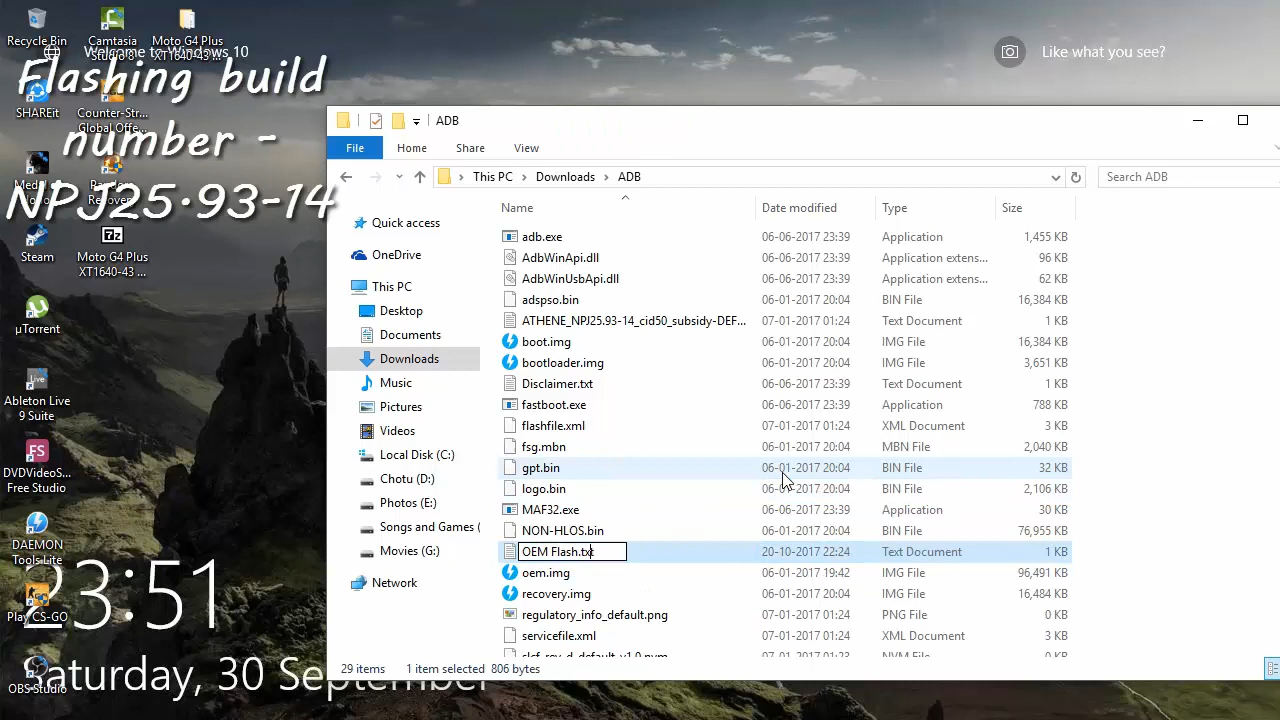 Recycle Bin
Camtasia
Studio 8
Moto G4 Plus
XT1640-43 ...
Welcome to Windows 10
Like what you see?
Flashing build
number -
NPJ25.93-14
SHAREit
Counter-Str...
Global Offe...
Recover...
Steam
Moto G4 Plus
XT1640-43 ...
µTorrent
Live
Ableton Live
9 Suite
FS
DVDVideoS...
Free Studio
DAEMON
Tools Lite
Play CS-GO
OBS Studio
23:51
Saturday, 30 September
ADB
File
Home
Share
View
This PC
Downloads
ADB
Search ADB
Quick access
OneDrive
This PC
Desktop
Documents
Downloads
Music
Pictures
Videos
Local Disk (C:)
Chotu (D:)
Photos (E:)
Songs and Games (
Movies (G:)
Network
Name Date modified Type Size
adb.exe 06-06-2017 23:39 Application 1,455 KB
AdbWinApi.dll 06-06-2017 23:39 Application extens... 96 KB
AdbWinUsbApi.dll 06-06-2017 23:39 Application extens... 62 KB
adspso.bin 06-01-2017 20:04 BIN File 16,384 KB
ATHENE_NPJ25.93-14_cid50_subsidy-DEF... 07-01-2017 01:24 Text Document 1 KB
boot.img 06-01-2017 20:04 IMG File 16,384 KB
bootloader.img 06-01-2017 20:04 IMG File 3,651 KB
Disclaimer.txt 06-06-2017 23:39 Text Document 1 KB
fastboot.exe 06-06-2017 23:39 Application 788 KB
flashfile.xml 07-01-2017 01:24 XML Document 3 KB
fsg.mbn 06-01-2017 20:04 MBN File 2,040 KB
gpt.bin 06-01-2017 20:04 BIN File 32 KB
logo.bin 06-01-2017 20:04 BIN File 2,106 KB
MAF32.exe 06-06-2017 23:39 Application 30 KB
NON-HLOS.bin 06-01-2017 20:04 BIN File 76,955 KB
OEM Flash.txt 20-10-2017 22:24 Text Document 1 KB
oem.img 06-01-2017 19:42 IMG File 96,491 KB
recovery.img 06-01-2017 20:04 IMG File 16,484 KB
regulatory_info_default.png 07-01-2017 01:24 PNG File 0 KB
servicefile.xml 07-01-2017 01:24 XML Document 3 KB
29 items 1 item selected 806 bytes